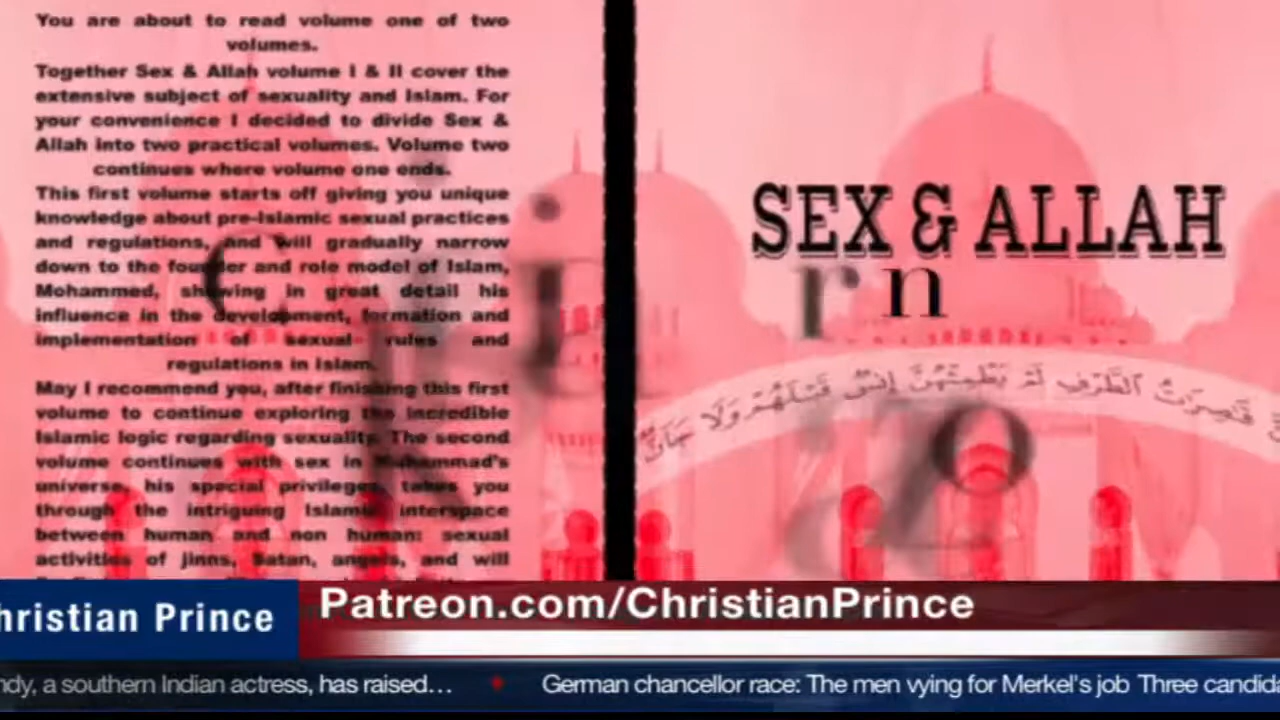 You are about to read volume one of two
volumes.
Together Sex & Allah volume I & II cover the
extensive subject of sexuality and Islam. For
your convenience I decided to divide Sex &
Allah into two practical volumes. Volume two
continues where volume one ends.
This first volume starts off giving you unique
knowledge about pre-Islamic sexual practices
and regulations, and will gradually narrow
down to the founder and role model of Islam,
Mohammed, showing in great detail his
influence in the development, formation and
implementation of sexual rules and
regulations in Islam.
May I recommend you, after finishing this first
volume to continue exploring the incredible
Islamic logic regarding sexuality. The second
volume continues with sex in Muhammad's
universe, his special privileges, takes you
through the intriguing Islamic interspace
between human and non human: sexual
activities of jinns, Satan, angels, and will
SEX & ALLAH
r n
قَٰصِرَٰتُ ٱلطَّرْفِ لَمْ يَطْمِثْهُنَّ إِنسٌ قَبْلَهُمْ وَلَا جَآنٌّ
hristian Prince
Patreon.com/ChristianPrince
ndy, a southern Indian actress, has raised… German chancellor race: The men vying for Merkel's job Three candida